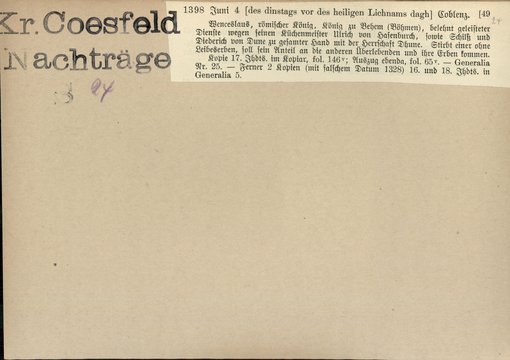 Kr. Coesfeld
Nachträge
24
1398 Juni 4 [des dinstags vor des heiligen Lichnams dagh] Coblenz. [49
24
Wenceslaus, römischer König, König zu Behem (Böhmen), belehnt geleisteter
Dienste wegen seinen Küchenmeister Ulrich von Hasenburch, sowie Schilß und
Diederich von Dune zu gesamter Hand mit der Herrschaft Dhune. Stirbt einer ohne
Leibeserben, soll sein Anteil an die anderen Überlebenden und ihre Erben kommen.
Kopie 17. Jhdts. im Kopiar, fol. 146v; Auszug ebenda, fol. 65v. — Generalia
Nr. 25. — Ferner 2 Kopien (mit falschem Datum 1328) 16. und 18. Jhdts. in
Generalia 5.